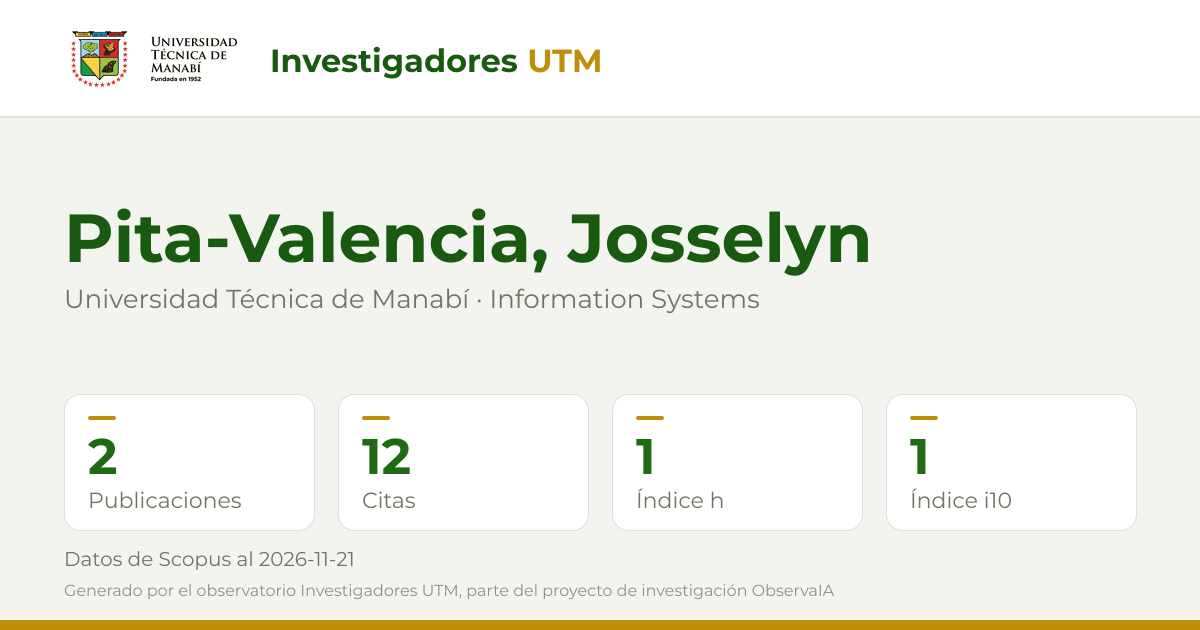 UNIVERSIDAD
TÉCNICA DE
MANABÍ
Fundada en 1952
Investigadores UTM
Pita-Valencia, Josselyn
Universidad Técnica de Manabí · Information Systems
2
Publicaciones
12
Citas
1
Índice h
1
Índice i10
Datos de Scopus al 2026-11-21
Generado por el observatorio Investigadores UTM, parte del proyecto de investigación ObservaIA